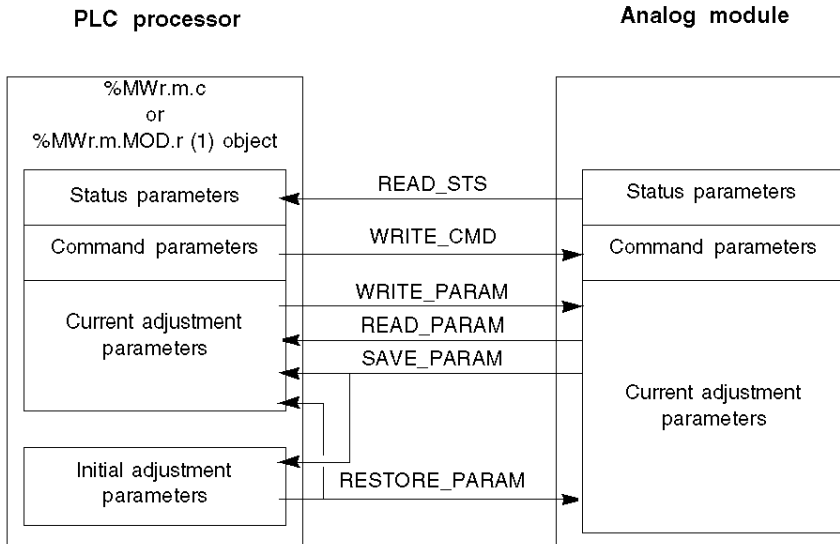 PLC processor
Analog module
%MWr.m.c
or
%MWr.m.MOD.r (1) object
Status parameters
READ_STS
Status parameters
Command parameters
WRITE_CMD
Command parameters
WRITE_PARAM
Current adjustment
parameters
READ_PARAM
SAVE_PARAM
Current adjustment
parameters
Initial adjustment
parameters
RESTORE_PARAM